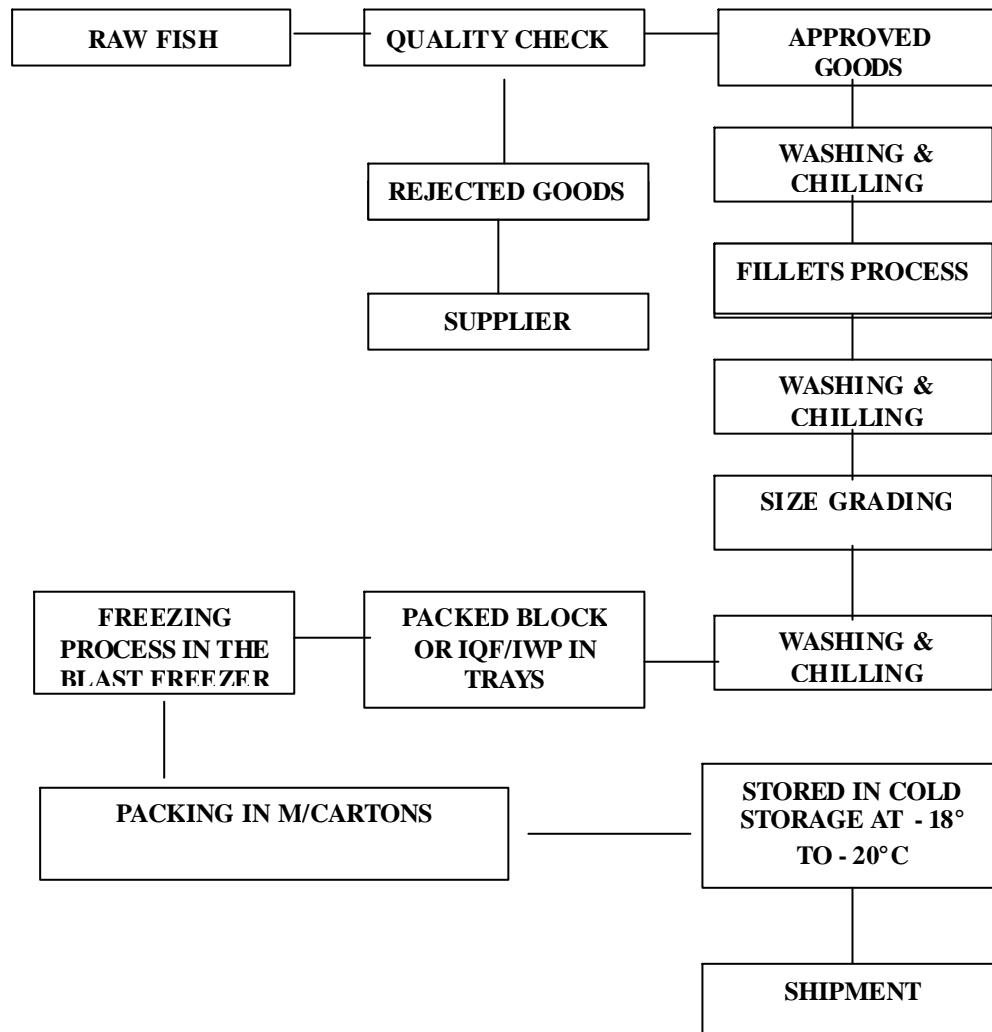 RAW FISH
QUALITY CHECK
APPROVED
GOODS
WASHING &
CHILLING
REJECTED GOODS
FILLETS PROCESS
SUPPLIER
WASHING &
CHILLING
SIZE GRADING
WASHING &
CHILLING
PACKED BLOCK
OR IQF/IWP IN
TRAYS
FREEZING
PROCESS IN THE
BLAST FREEZER
PACKING IN M/CARTONS
STORED IN COLD
STORAGE AT - 18°
TO - 20°C
SHIPMENT